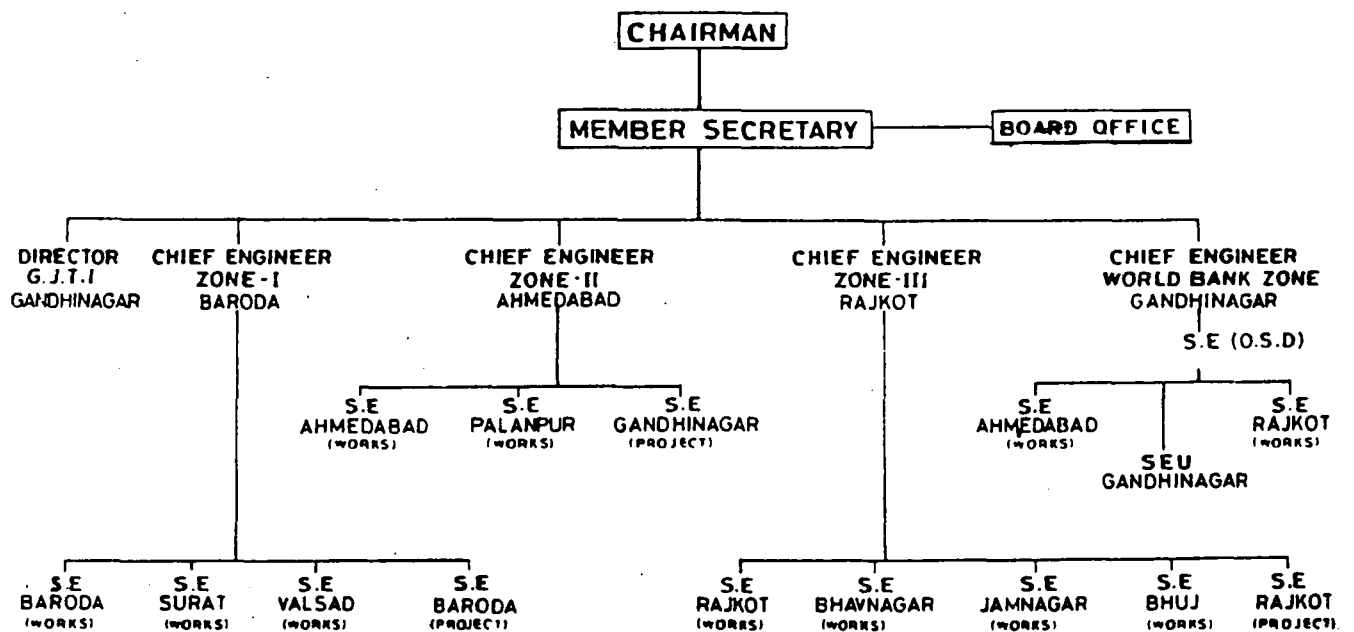 CHAIRMAN
MEMBER SECRETARY
BOARD OFFICE
DIRECTOR
G.J.T.I
GANDHINAGAR
CHIEF ENGINEER
ZONE-I
BARODA
CHIEF ENGINEER
ZONE-II
AHMEDABAD
CHIEF ENGINEER
ZONE-III
RAJKOT
CHIEF ENGINEER
WORLD BANK ZONE
GANDHINAGAR
S.E (O.S.D)
S.E
AHMEDABAD
(WORKS)
S.E
PALANPUR
(WORKS)
S.E
GANDHINAGAR
(PROJECT)
S.E
AHMEDABAD
(WORKS)
SEU
GANDHINAGAR
S.E
RAJKOT
(WORKS)
S.E
BARODA
(WORKS)
S.E
SURAT
(WORKS)
S.E
VALSAD
(WORKS)
S.E
BARODA
(PROJECT)
S.E
RAJKOT
(WORKS)
S.E
BHAVNAGAR
(WORKS)
S.E
JAMNAGAR
(WORKS)
S.E
BHUJ
(WORKS)
S.E
RAJKOT
(PROJECT)